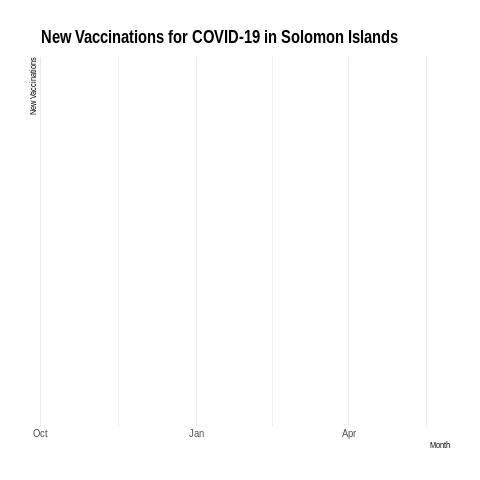 New Vaccinations for COVID-19 in Solomon Islands
New Vaccinations
Oct Jan Apr
Month